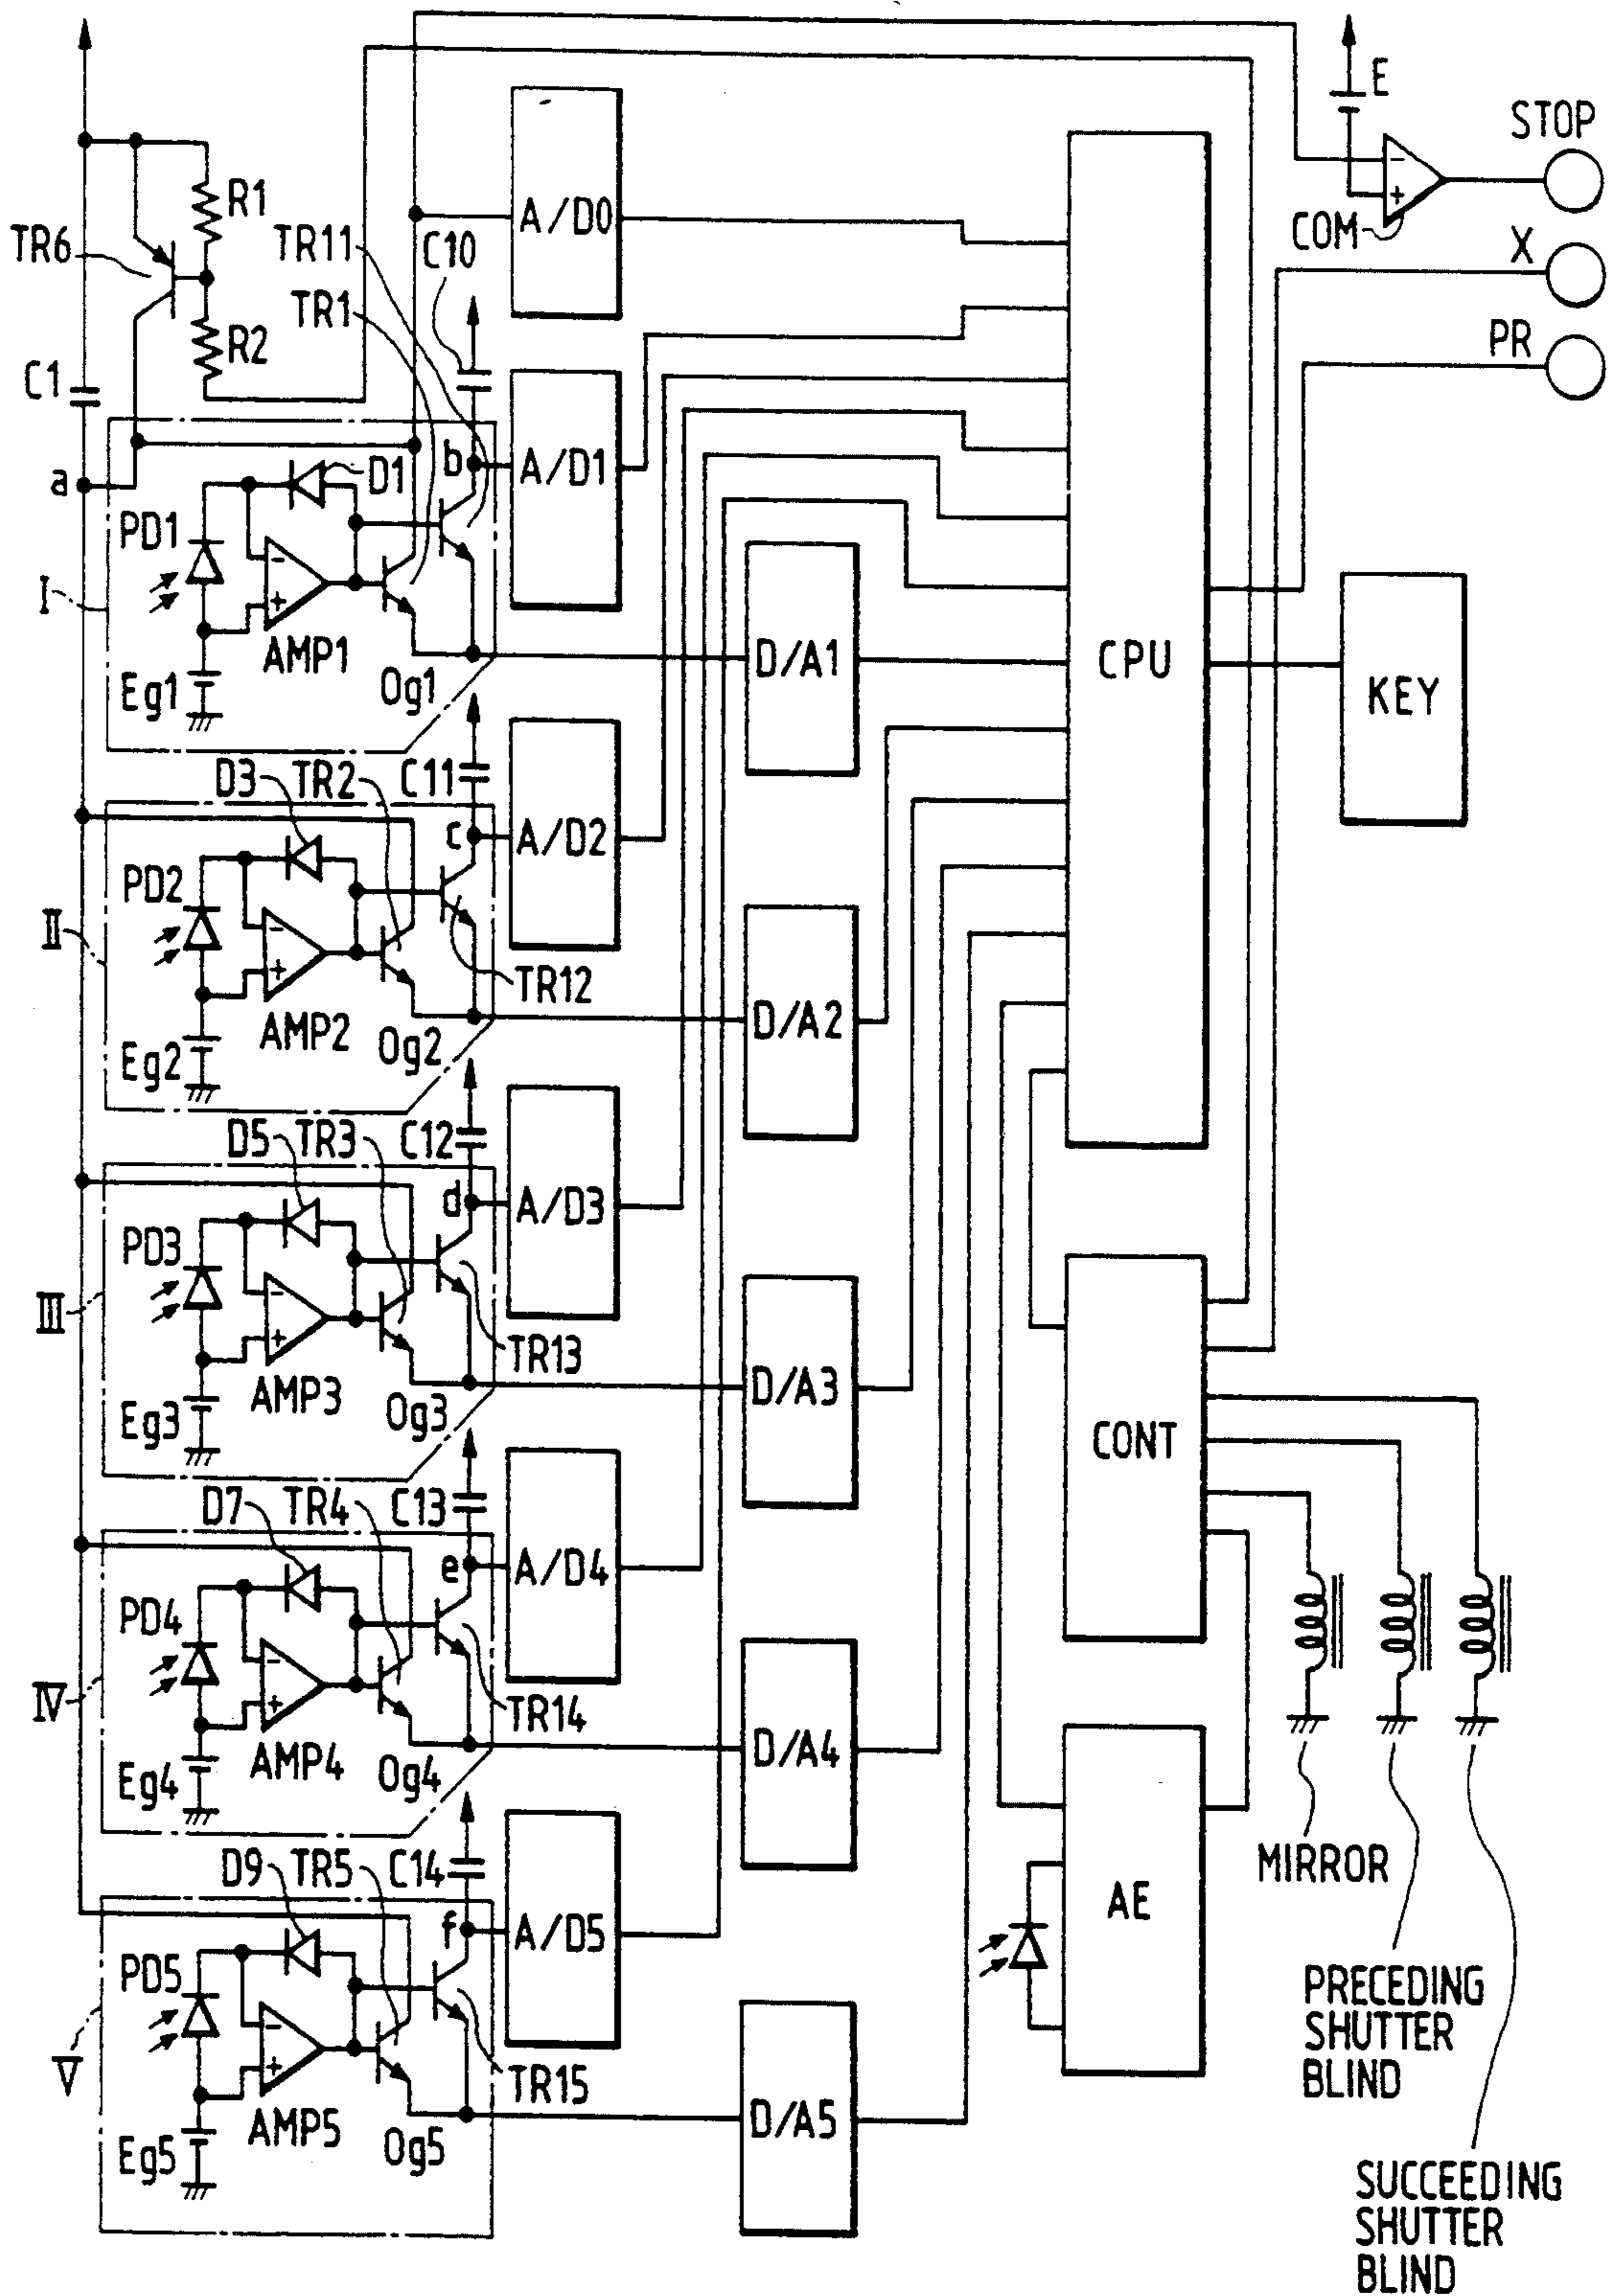 E
STOP
A/D0
R1
TR11
C10
COM
X
TR6
TR1
R2
PR
C1
b
A/D1
a
D1
PD1
I
-
+
AMP1
D/A1
CPU
KEY
Eg1
Og1
D3
TR2
C11
c
A/D2
PD2
II
-
+
TR12
AMP2
D/A2
Eg2
Og2
D5
TR3
C12
d
A/D3
PD3
III
-
+
TR13
AMP3
D/A3
Eg3
Og3
CONT
D7
TR4
C13
e
A/D4
PD4
IV
-
+
TR14
AMP4
D/A4
Eg4
Og4
MIRROR
D9
TR5
C14
f
A/D5
AE
PD5
V
-
+
TR15
AMP5
D/A5
Eg5
Og5
PRECEDING
SHUTTER
BLIND
SUCCEEDING
SHUTTER
BLIND